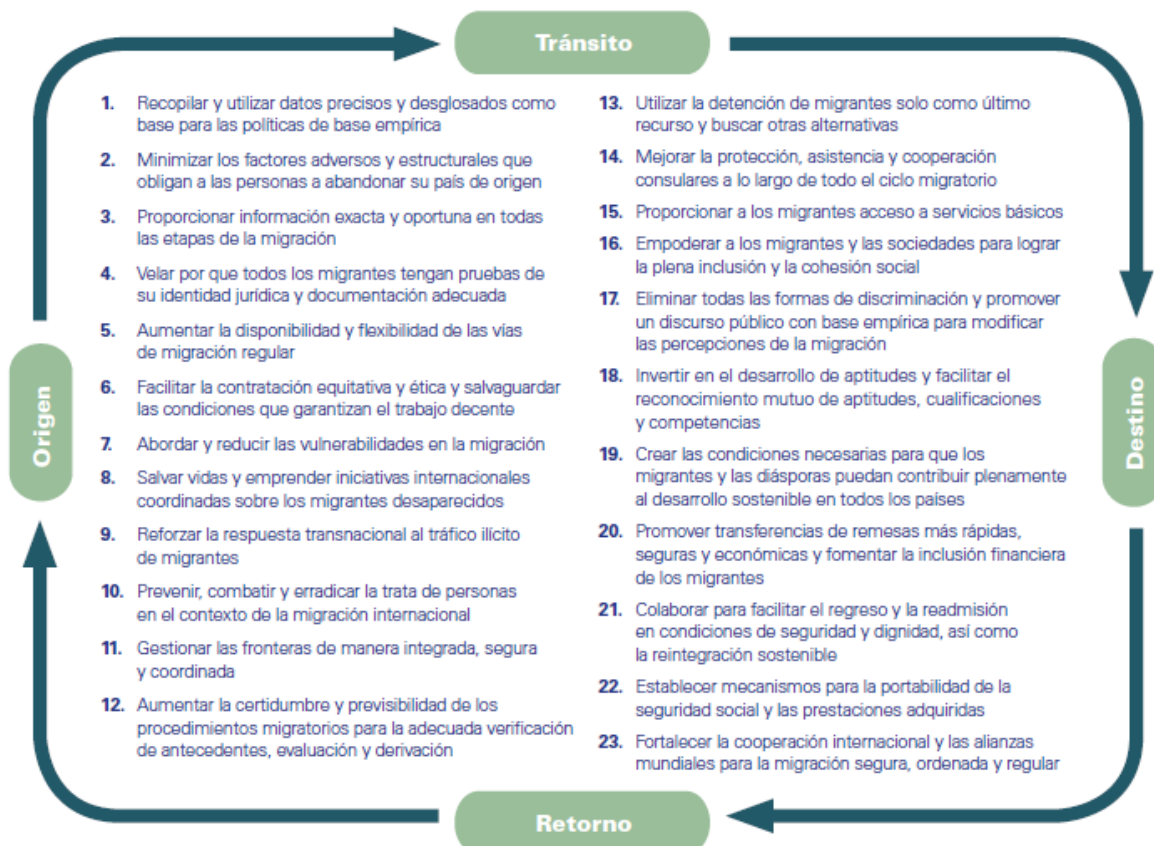 Tránsito
1. Recopilar y utilizar datos precisos y desglosados como
base para las políticas de base empírica
2. Minimizar los factores adversos y estructurales que
obligan a las personas a abandonar su país de origen
3. Proporcionar información exacta y oportuna en todas
las etapas de la migración
4. Velar por que todos los migrantes tengan pruebas de
su identidad jurídica y documentación adecuada
5. Aumentar la disponibilidad y flexibilidad de las vías
de migración regular
6. Facilitar la contratación equitativa y ética y salvaguardar
las condiciones que garantizan el trabajo decente
7. Abordar y reducir las vulnerabilidades en la migración
8. Salvar vidas y emprender iniciativas internacionales
coordinadas sobre los migrantes desaparecidos
9. Reforzar la respuesta transnacional al tráfico ilícito
de migrantes
10. Prevenir, combatir y erradicar la trata de personas
en el contexto de la migración internacional
11. Gestionar las fronteras de manera integrada, segura
y coordinada
12. Aumentar la certidumbre y previsibilidad de los
procedimientos migratorios para la adecuada verificación
de antecedentes, evaluación y derivación
13. Utilizar la detención de migrantes solo como último
recurso y buscar otras alternativas
14. Mejorar la protección, asistencia y cooperación
consulares a lo largo de todo el ciclo migratorio
15. Proporcionar a los migrantes acceso a servicios básicos
16. Empoderar a los migrantes y las sociedades para lograr
la plena inclusión y la cohesión social
17. Eliminar todas las formas de discriminación y promover
un discurso público con base empírica para modificar
las percepciones de la migración
18. Invertir en el desarrollo de aptitudes y facilitar el
reconocimiento mutuo de aptitudes, cualificaciones
y competencias
19. Crear las condiciones necesarias para que los
migrantes y las diásporas puedan contribuir plenamente
al desarrollo sostenible en todos los países
20. Promover transferencias de remesas más rápidas,
seguras y económicas y fomentar la inclusión financiera
de los migrantes
21. Colaborar para facilitar el regreso y la readmisión
en condiciones de seguridad y dignidad, así como
la reintegración sostenible
22. Establecer mecanismos para la portabilidad de la
seguridad social y las prestaciones adquiridas
23. Fortalecer la cooperación internacional y las alianzas
mundiales para la migración segura, ordenada y regular
Origen
Destino
Retorno